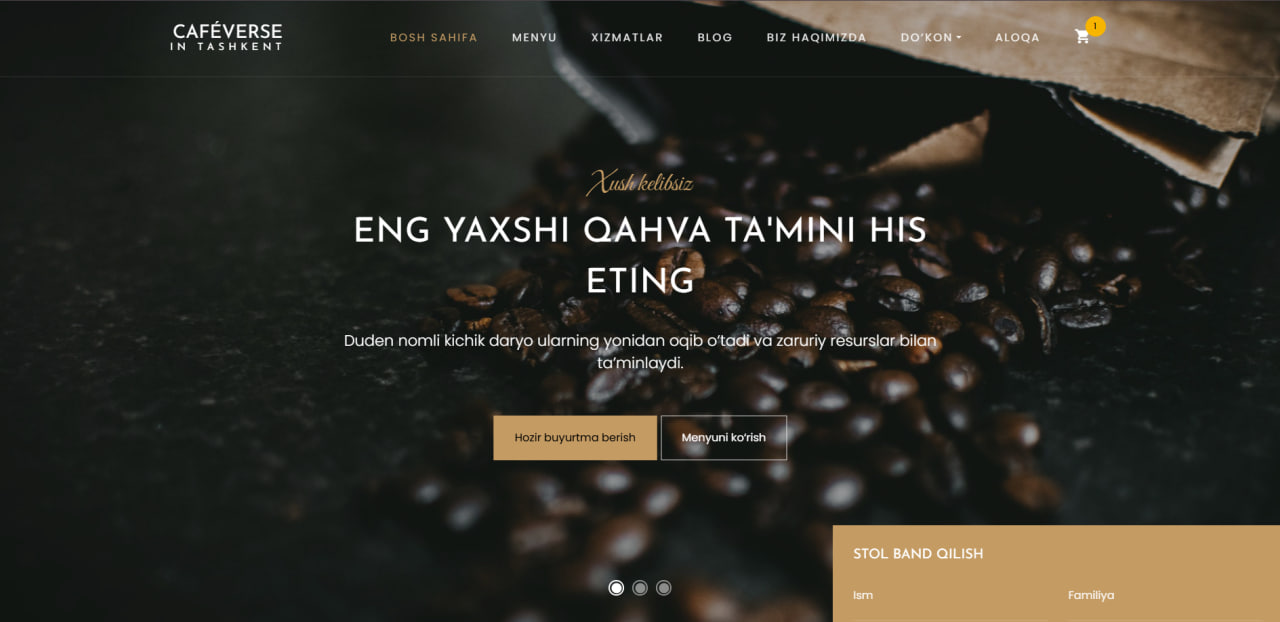 CAFÉVERSE
IN TASHKENT
BOSH SAHIFA MENYU XIZMATLAR BLOG BIZ HAQIMIZDA DO‘KON ALOQA 1
Xush kelibsiz
ENG YAXSHI QAHVA TA'MINI HIS
ETING
Duden nomli kichik daryo ularning yonidan oqib o‘tadi va zaruriy resurslar bilan
ta’minlaydi.
Hozir buyurtma berish Menyuni ko‘rish
STOL BAND QILISH
Ism Familiya